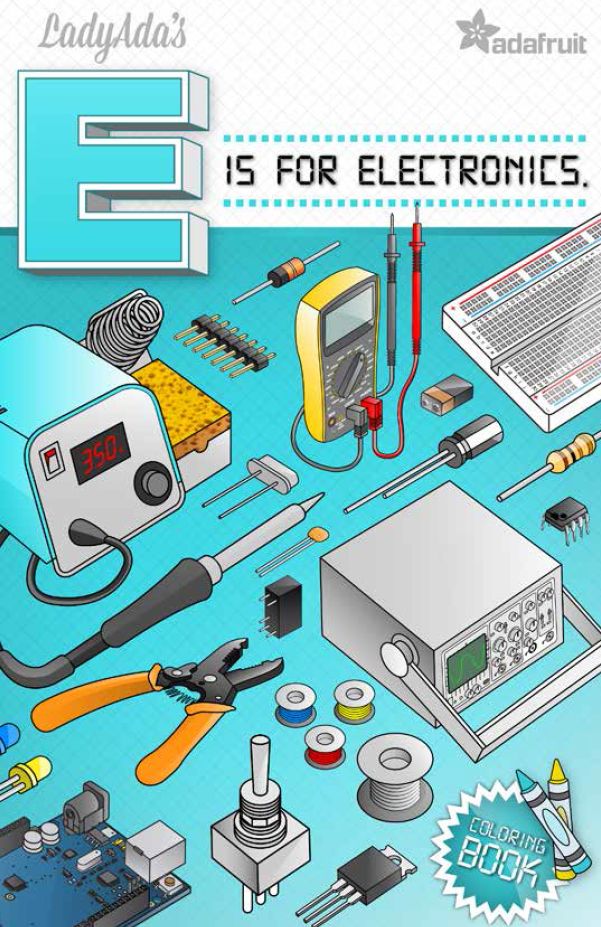 LadyAda's
adafruit
E
IS FOR ELECTRONICS.
350.
COLORING
BOOK